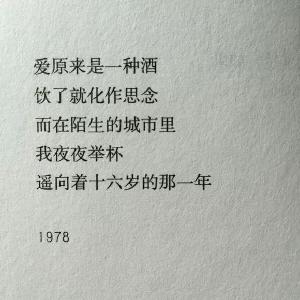 爱原来是一种酒
饮了就化作思念
而在陌生的城市里
我夜夜举杯
遥向着十六岁的那一年
1978